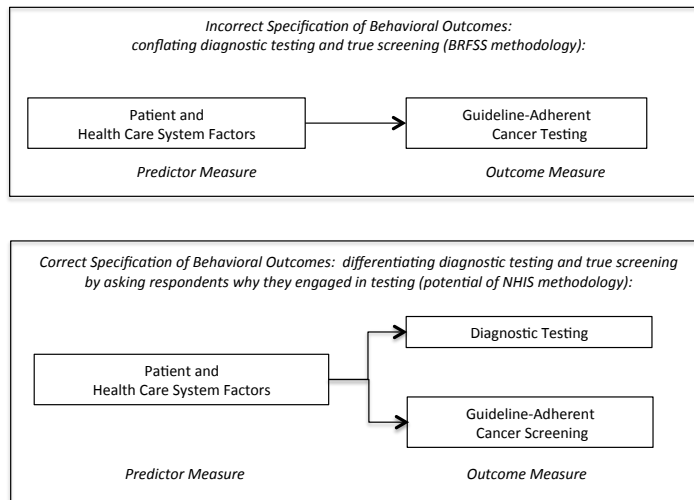 Incorrect Specification of Behavioral Outcomes:
conflating diagnostic testing and true screening (BRFSS methodology):
Patient and
Health Care System Factors
Guideline-Adherent
Cancer Testing
Predictor Measure
Outcome Measure
Correct Specification of Behavioral Outcomes: differentiating diagnostic testing and true screening
by asking respondents why they engaged in testing (potential of NHIS methodology):
Diagnostic Testing
Patient and
Health Care System Factors
Guideline-Adherent
Cancer Screening
Predictor Measure
Outcome Measure